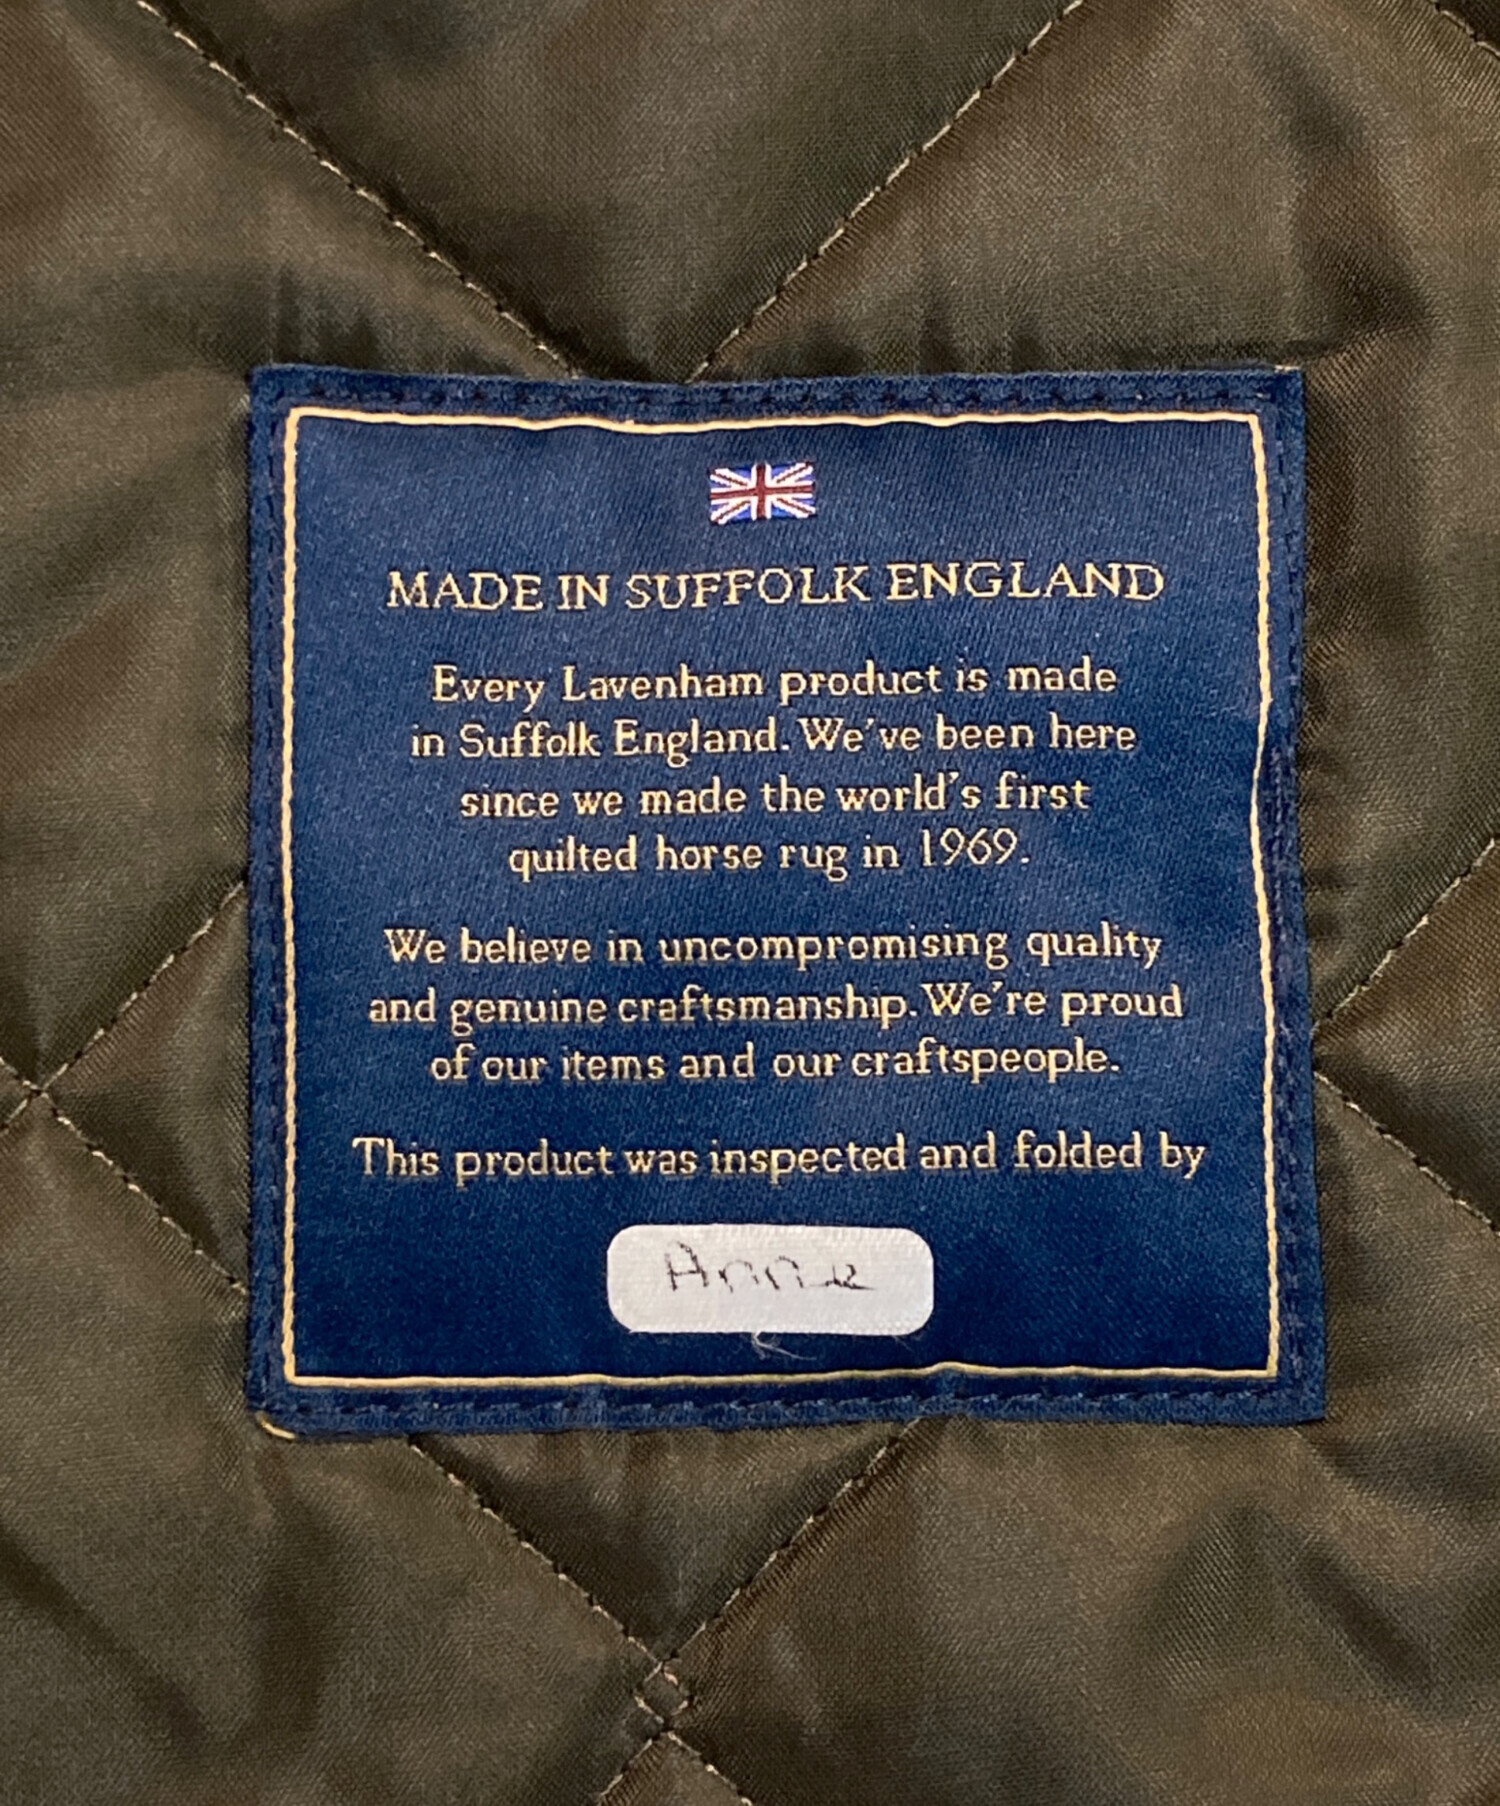 MADE IN SUFFOLK ENGLAND
Every Lavenham product is made
in Suffolk England. We've been here
since we made the world's first
quilted horse rug in 1969.
We believe in uncompromising quality
and genuine craftsmanship. We're proud
of our items and our craftspeople.
This product was inspected and folded by
Annie